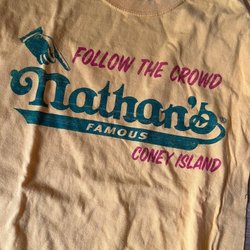 FOLLOW THE CROWD
Nathan's
FAMOUS
CONEY ISLAND